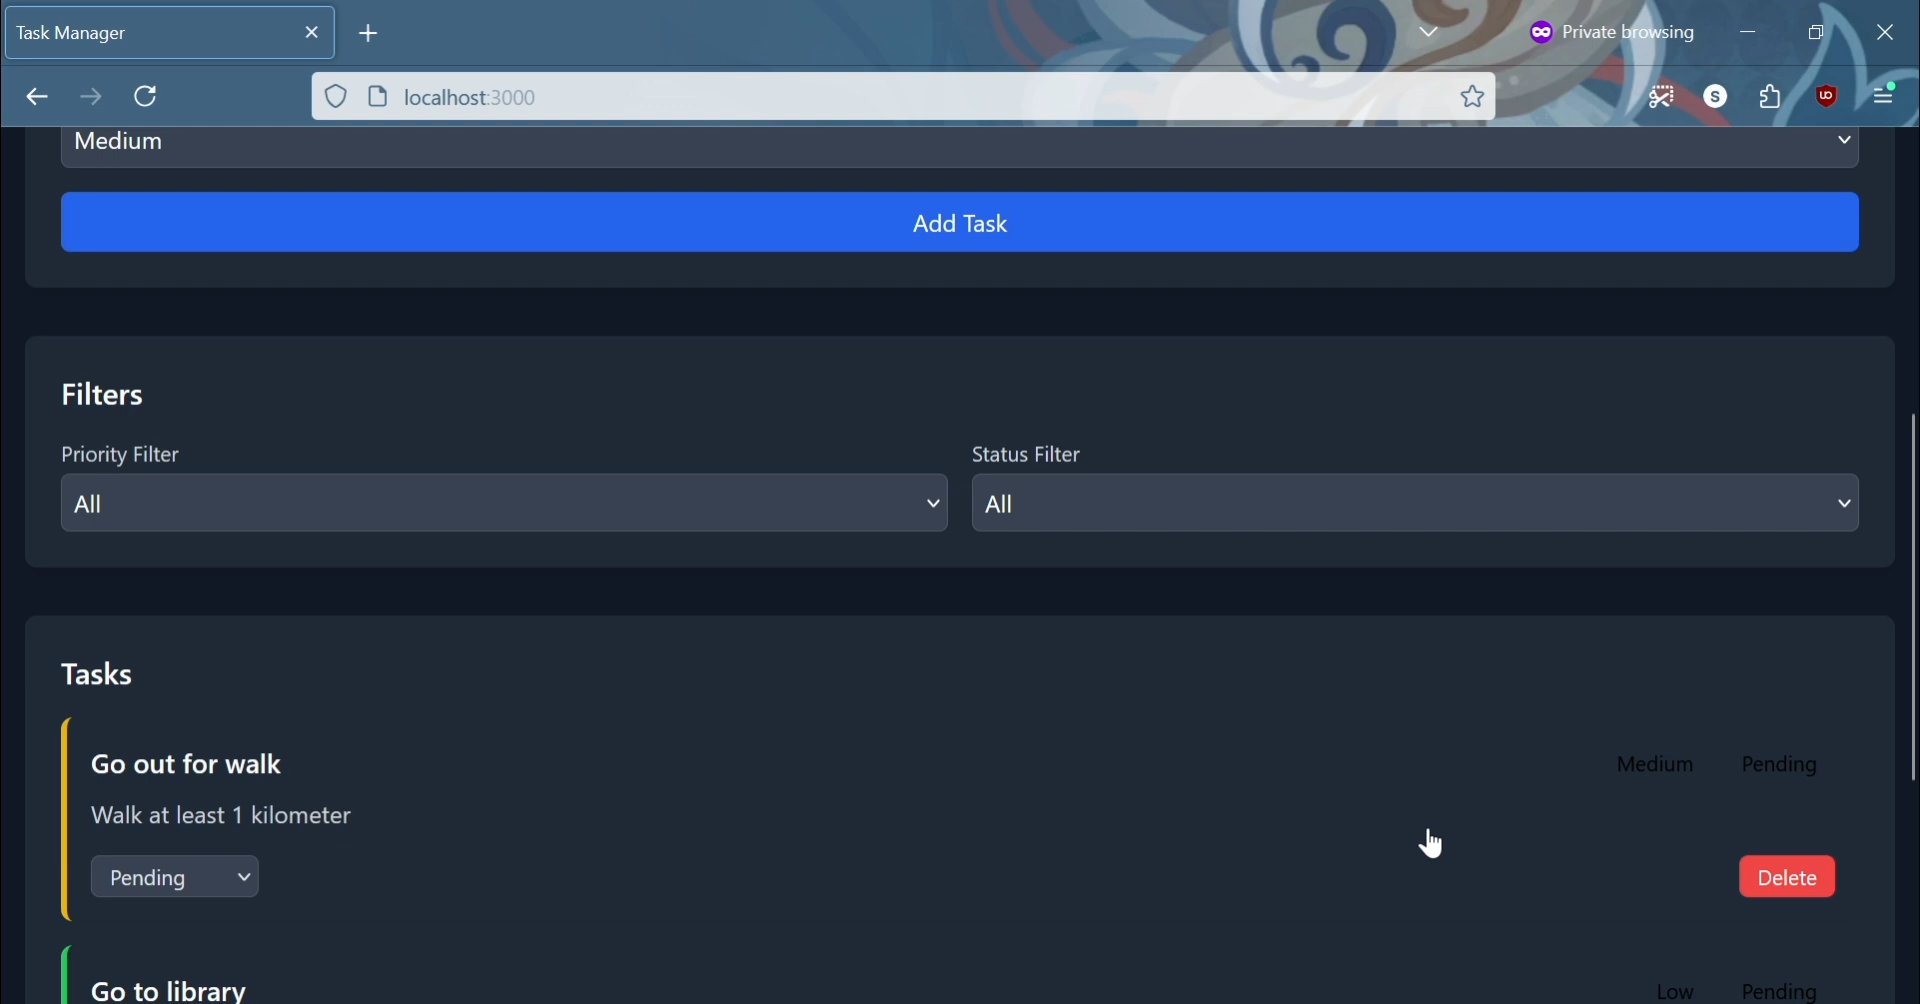 Task Manager
Private browsing
localhost:3000
S
Medium
Add Task
Filters
Priority Filter
Status Filter
All
All
Tasks
Go out for walk
Medium
Pending
Walk at least 1 kilometer
Pending
Delete
Go to library
Low
Pending